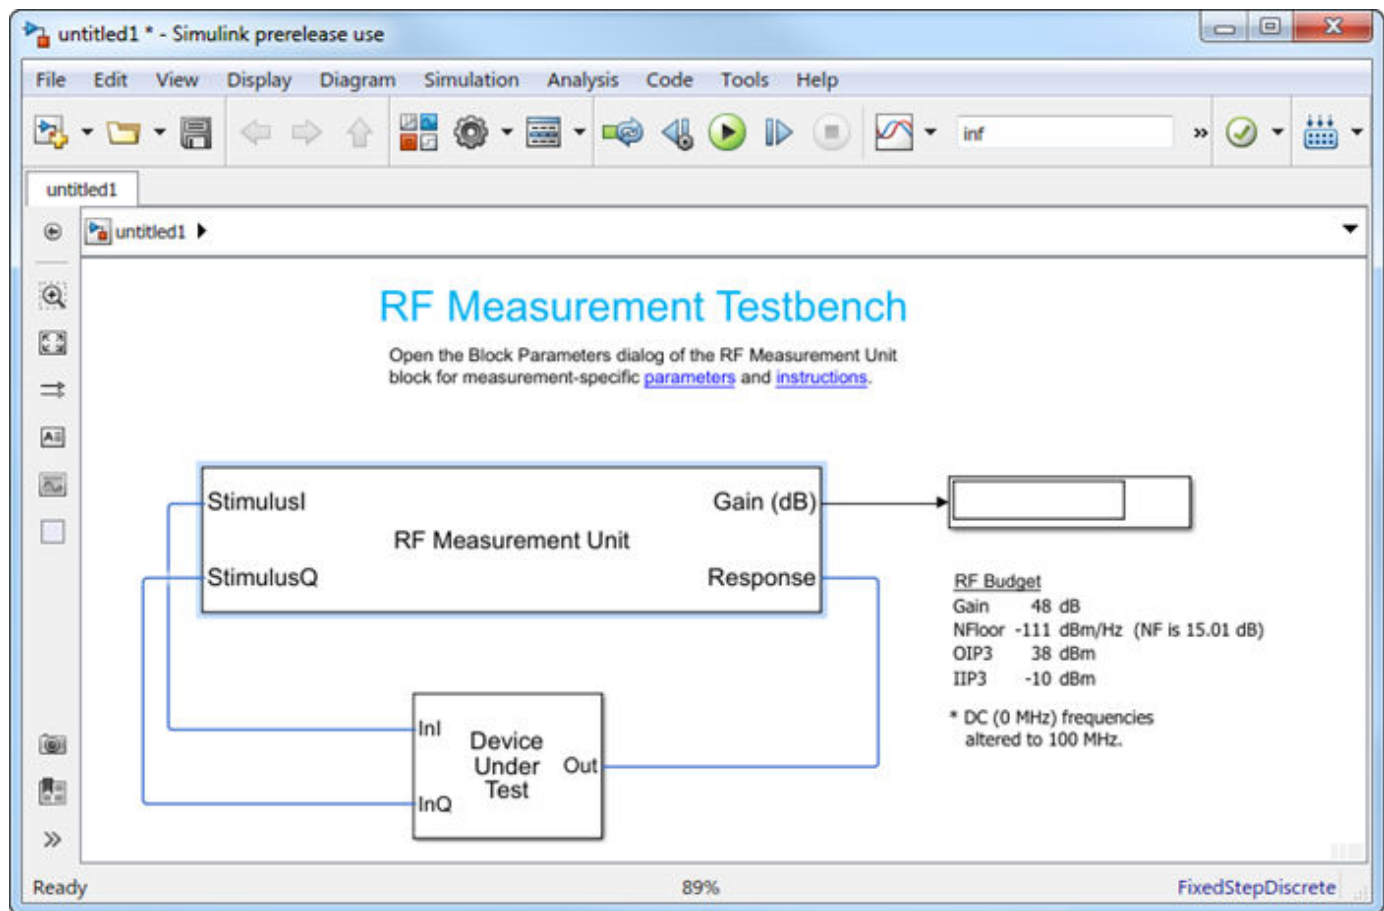 untitled1 * - Simulink prerelease use
File Edit View Display Diagram Simulation Analysis Code Tools Help
inf
»
untitled1
untitled1
RF Measurement Testbench
Open the Block Parameters dialog of the RF Measurement Unit
block for measurement-specific parameters and instructions.
StimulusI
Gain (dB)
RF Measurement Unit
StimulusQ
Response
RF Budget
Gain 48 dB
NFloor -111 dBm/Hz (NF is 15.01 dB)
OIP3 38 dBm
IIP3 -10 dBm
* DC (0 MHz) frequencies
altered to 100 MHz.
InI
Device
Under
Test
Out
InQ
Ready
89%
FixedStepDiscrete